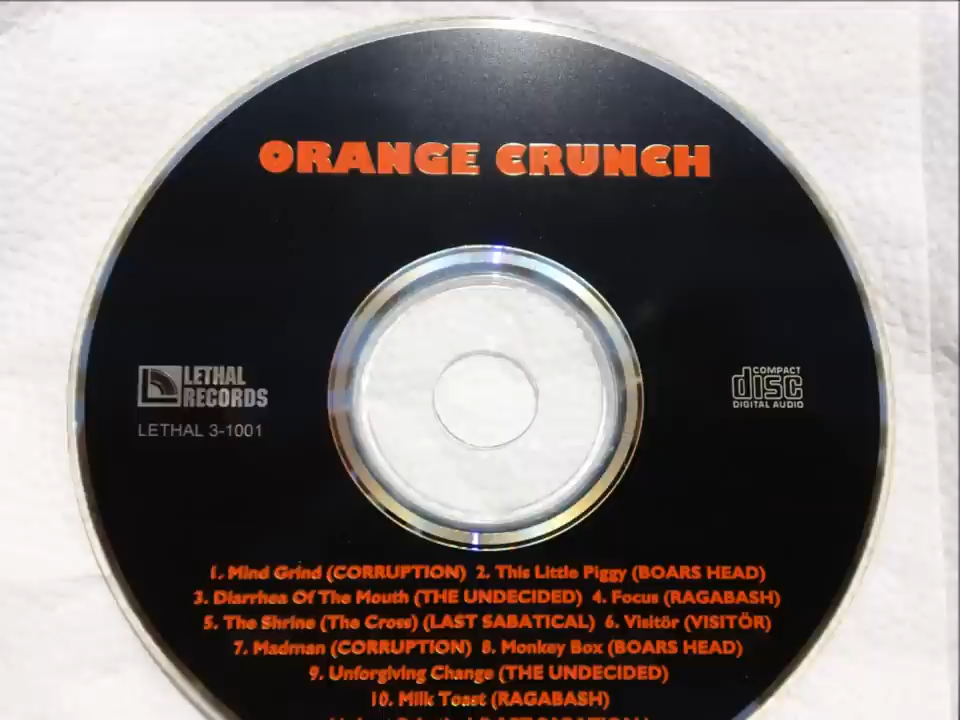 ORANGE CRUNCH
LETHAL
RECORDS
LETHAL 3-1001
COMPACT
disc
DIGITAL AUDIO
1. Mind Grind (CORRUPTION) 2. This Little Piggy (BOARS HEAD)
3. Diarrhea Of The Mouth (THE UNDECIDED) 4. Focus (RAGABASH)
5. The Shrine (The Cross) (LAST SABATICAL) 6. Visitör (VISITÖR)
7. Madman (CORRUPTION) 8. Monkey Box (BOARS HEAD)
9. Unforgiving Change (THE UNDECIDED)
10. Milk Toast (RAGABASH)